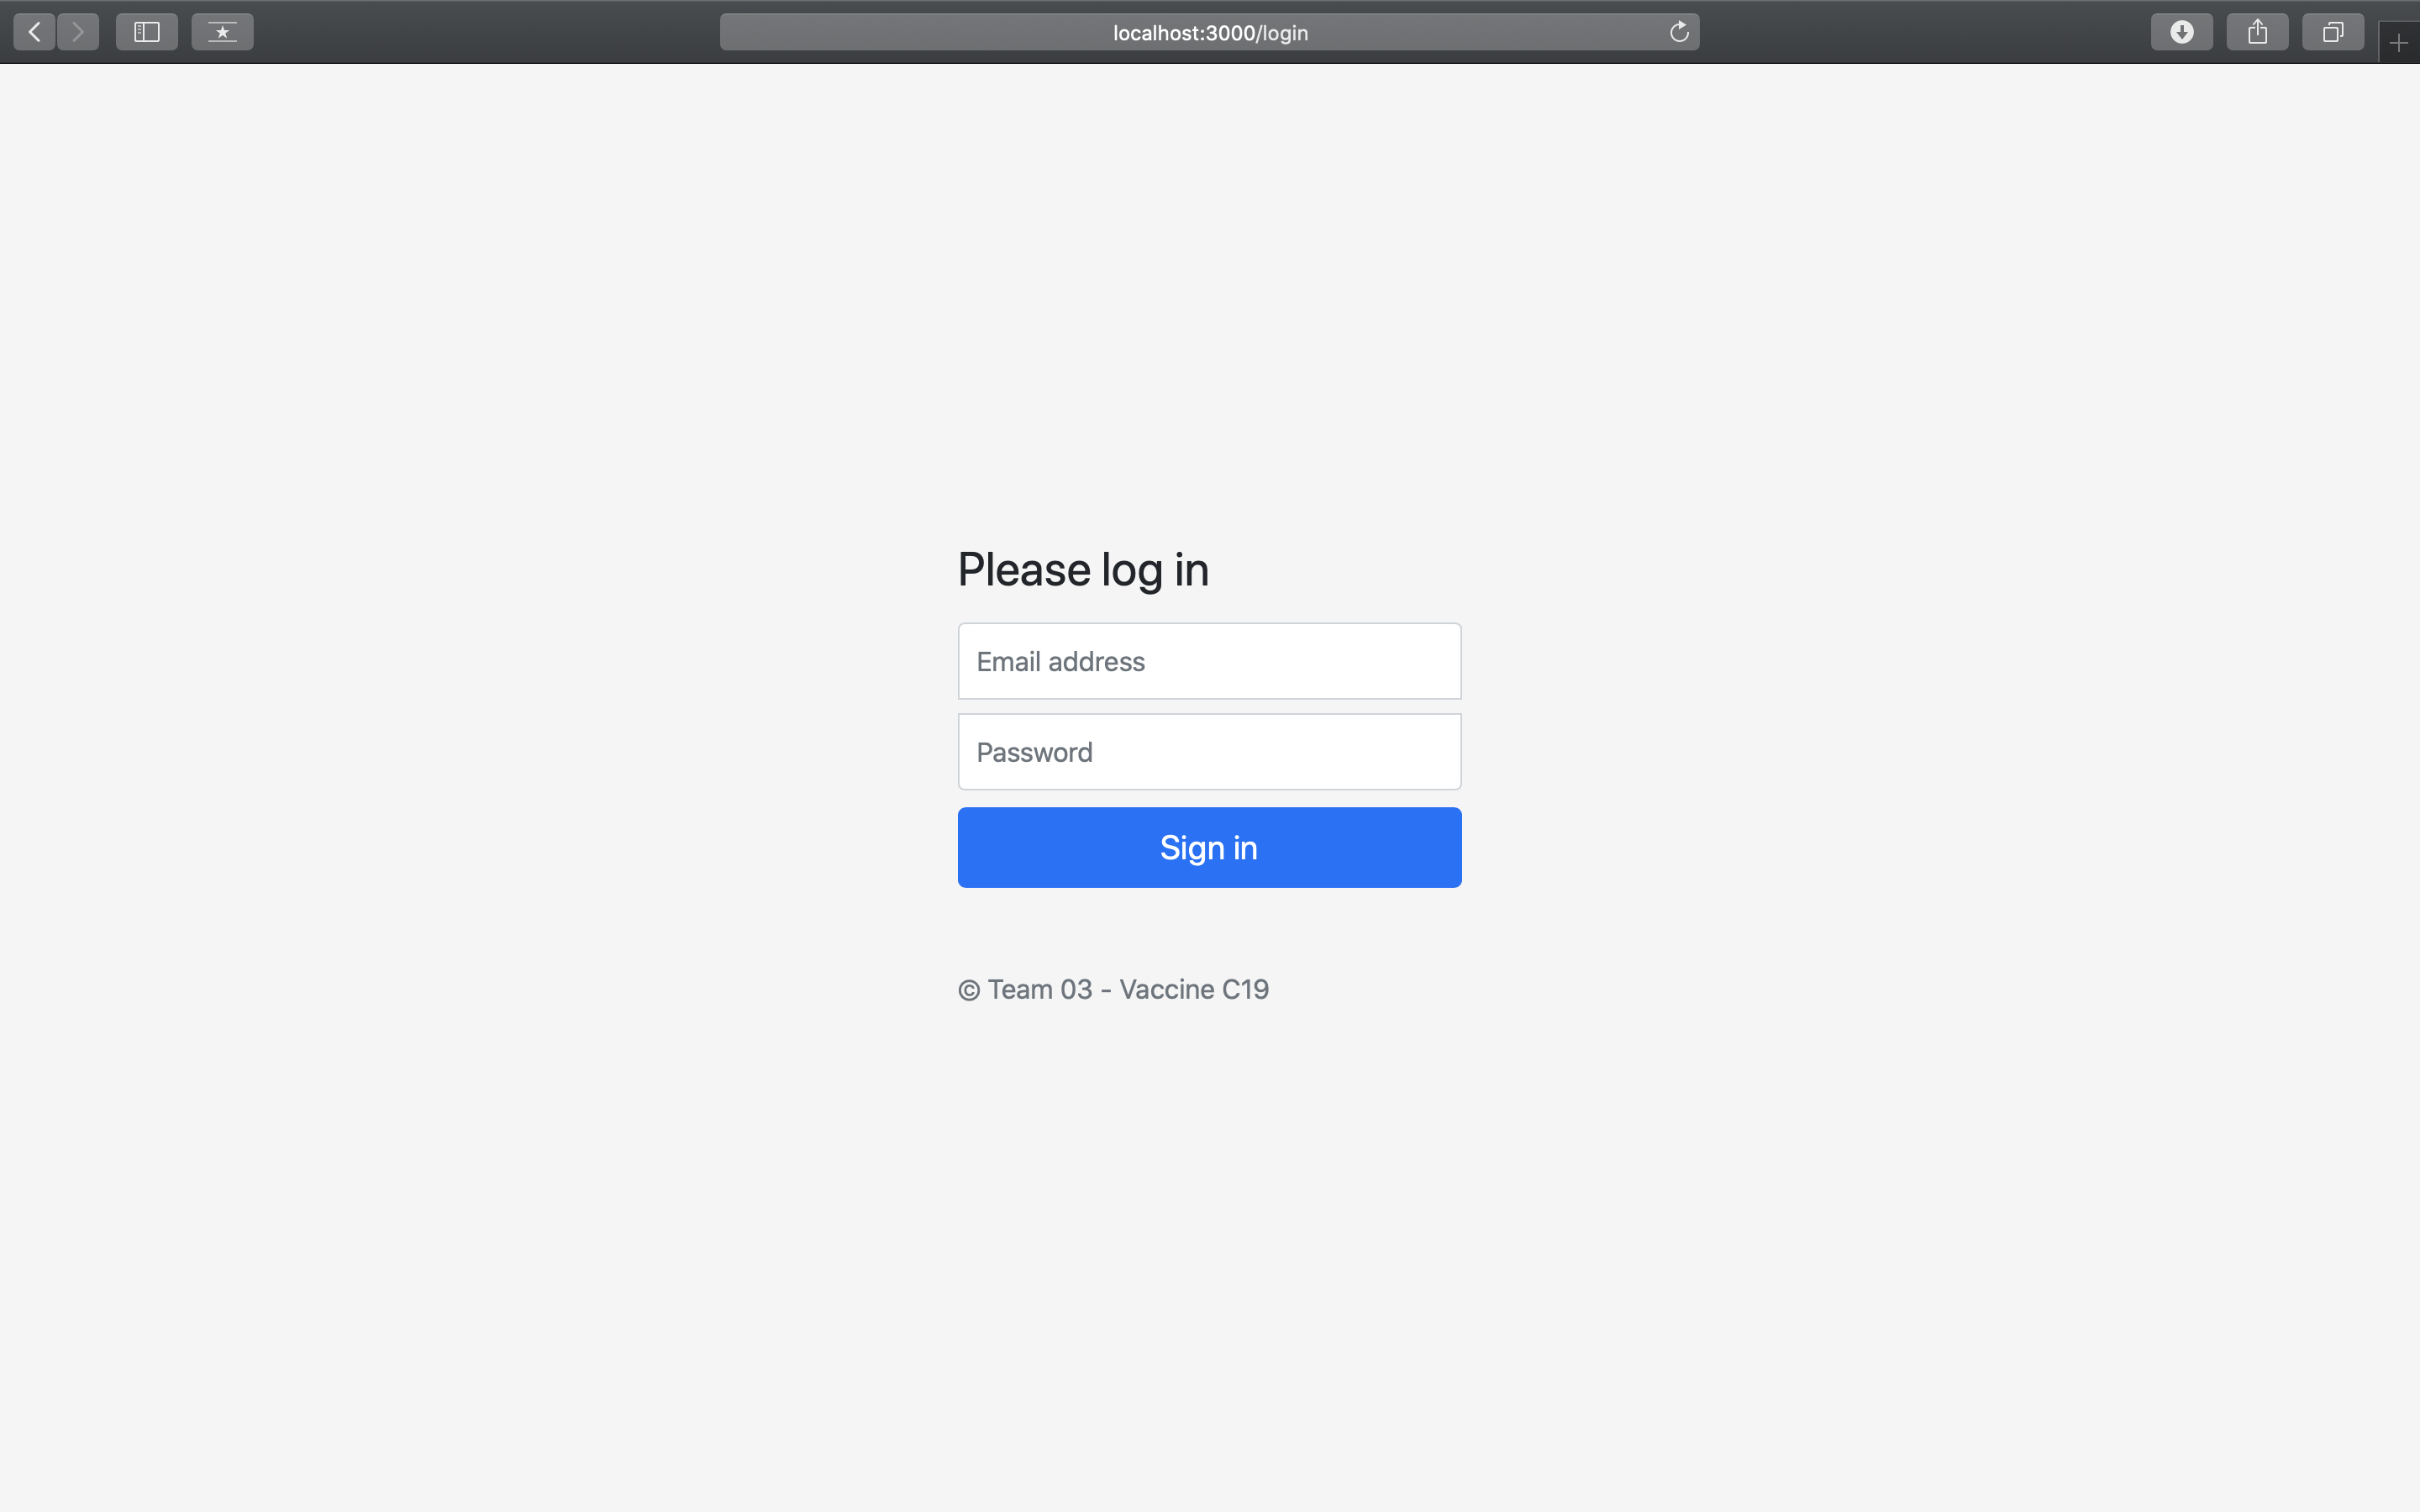 localhost:3000/login
Please log in
Email address
Password
Sign in
© Team 03 - Vaccine C19